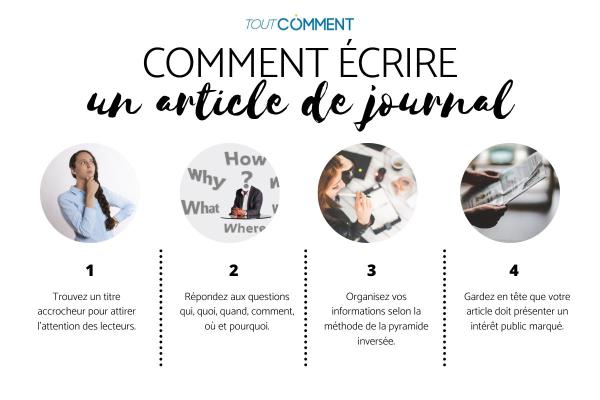 TOUTCOMMENT
COMMENT ÉCRIRE
un article de journal
How
Why
?
What
Where
1
Trouvez un titre
accrocheur pour attirer
l'attention des lecteurs.
2
Répondez aux questions
qui, quoi, quand, comment,
où et pourquoi.
3
Organisez vos
informations selon la
méthode de la pyramide
inversée.
4
Gardez en tête que votre
article doit présenter un
intérêt public marqué.